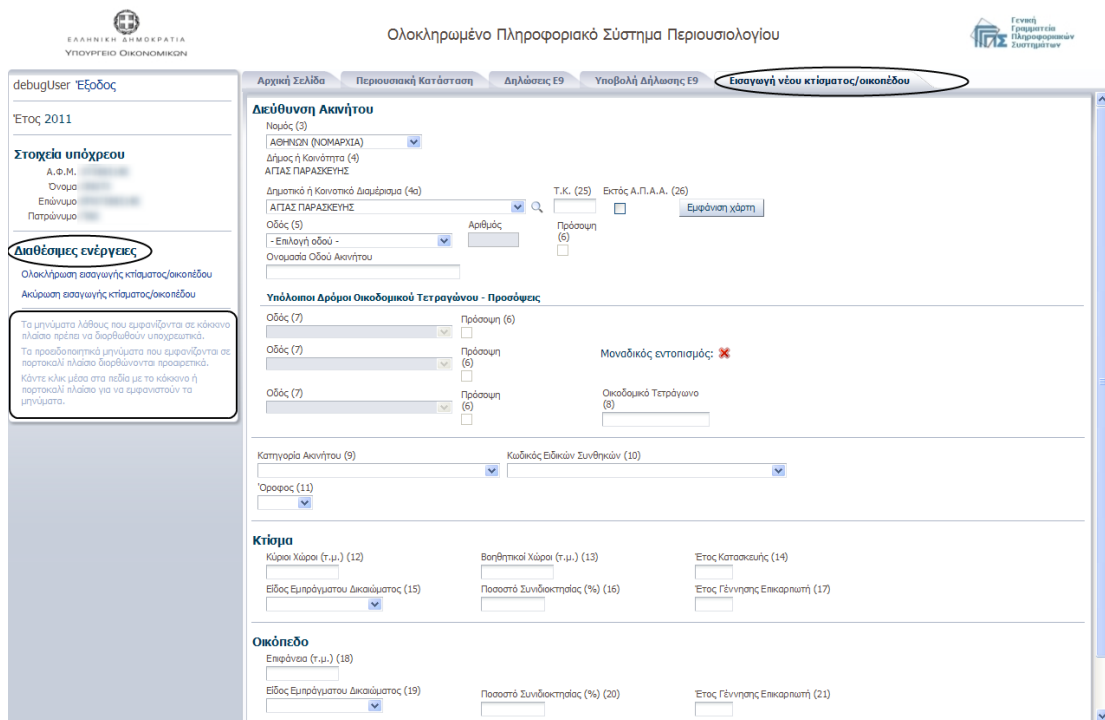 ΕΛΛΗΝΙΚΗ ΔΗΜΟΚΡΑΤΙΑ
ΥΠΟΥΡΓΕΙΟ ΟΙΚΟΝΟΜΙΚΩΝ
Ολοκληρωμένο Πληροφοριακό Σύστημα Περιουσιολογίου
Γενική
Γραμματεία
Πληροφοριακών
Συστημάτων
ΓΓΠΣ
debugUser Έξοδος
Έτος 2011
Στοιχεία υπόχρεου
Α.Φ.Μ.
Όνομα
Επώνυμο
Πατρώνυμο
Διαθέσιμες ενέργειες
Ολοκλήρωση εισαγωγής κτίσματος/οικοπέδου
Ακύρωση εισαγωγής κτίσματος/οικοπέδου
Τα μηνύματα λάθους που εμφανίζονται σε κόκκινο
πλαίσιο πρέπει να διορθωθούν υποχρεωτικά.
Τα προειδοποιητικά μηνύματα που εμφανίζονται σε
πορτοκαλί πλαίσιο διορθώνονται προαιρετικά.
Κάντε κλικ μέσα στα πεδία με το κόκκινο ή
πορτοκαλί πλαίσιο για να εμφανιστούν τα
μηνύματα.
Αρχική Σελίδα Περιουσιακή Κατάσταση Δηλώσεις Ε9 Υποβολή Δήλωσης Ε9 Εισαγωγή νέου κτίσματος/οικοπέδου
Διεύθυνση Ακινήτου
Νομός (3)
ΑΘΗΝΩΝ (ΝΟΜΑΡΧΙΑ)
Δήμος ή Κοινότητα (4)
ΑΓΙΑΣ ΠΑΡΑΣΚΕΥΗΣ
Δημοτικό ή Κοινοτικό Διαμέρισμα (4α) Τ.Κ. (25) Εκτός Α.Π.Α.Α. (26)
ΑΓΙΑΣ ΠΑΡΑΣΚΕΥΗΣ Εμφάνιση χάρτη
Οδός (5) Αριθμός Πρόσοψη
(6)
- Επιλογή οδού -
Ονομασία Οδού Ακινήτου
Υπόλοιποι Δρόμοι Οικοδομικού Τετραγώνου - Προσόψεις
Οδός (7) Πρόσοψη (6)
Οδός (7) Πρόσοψη
(6)
Μοναδικός εντοπισμός:
Οδός (7) Πρόσοψη
(6)
Οικοδομικό Τετράγωνο
(8)
Κατηγορία Ακινήτου (9) Κωδικός Ειδικών Συνθηκών (10)
Όροφος (11)
Κτίσμα
Κύριοι Χώροι (τ.μ.) (12) Βοηθητικοί Χώροι (τ.μ.) (13) Έτος Κατασκευής (14)
Είδος Εμπράγματου Δικαιώματος (15) Ποσοστό Συνιδιοκτησίας (%) (16) Έτος Γέννησης Επικαρπωτή (17)
Οικόπεδο
Επιφάνεια (τ.μ.) (18)
Είδος Εμπράγματου Δικαιώματος (19) Ποσοστό Συνιδιοκτησίας (%) (20) Έτος Γέννησης Επικαρπωτή (21)